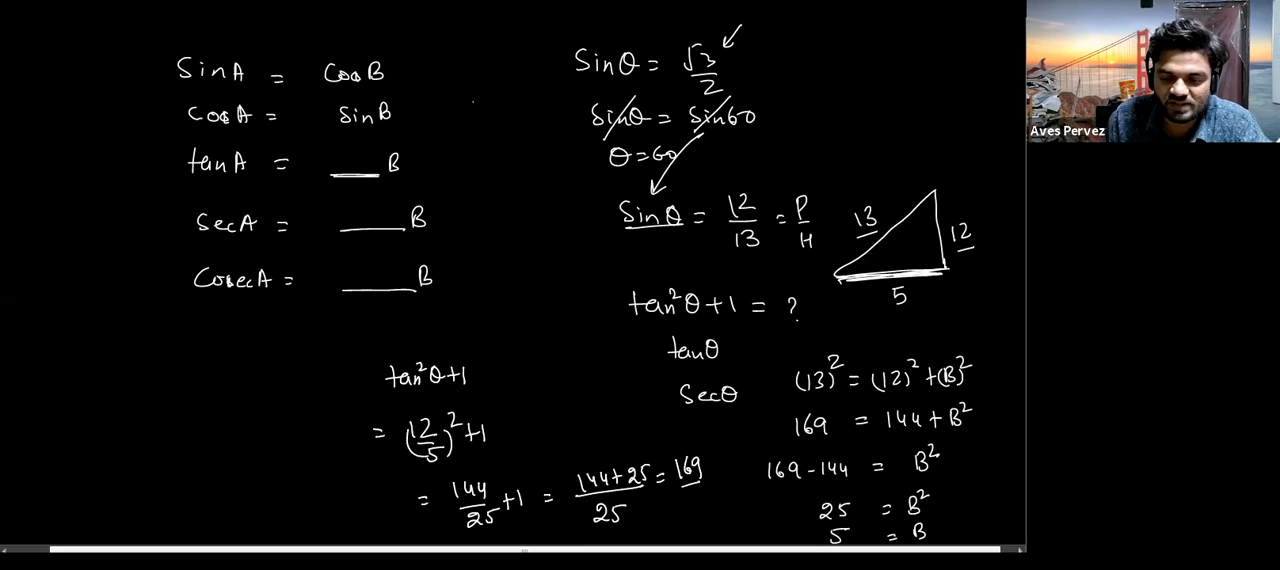 SinA = CosB
CosA = SinB
tanA = ___ B
SecA = ___ B
CosecA = ___ B
Sinθ = √3/2
Sinθ = Sin60
θ = 60
Sinθ = 12/13 = P/H
13
12
5
tan²θ+1 = ?
tanθ
Secθ
(13)² = (12)² + (B)²
169 = 144 + B²
169 - 144 = B²
25 = B²
5 = B
tan²θ+1
= (12/5)² + 1
= 144/25 + 1 = (144+25)/25 = 169
Aves Pervez